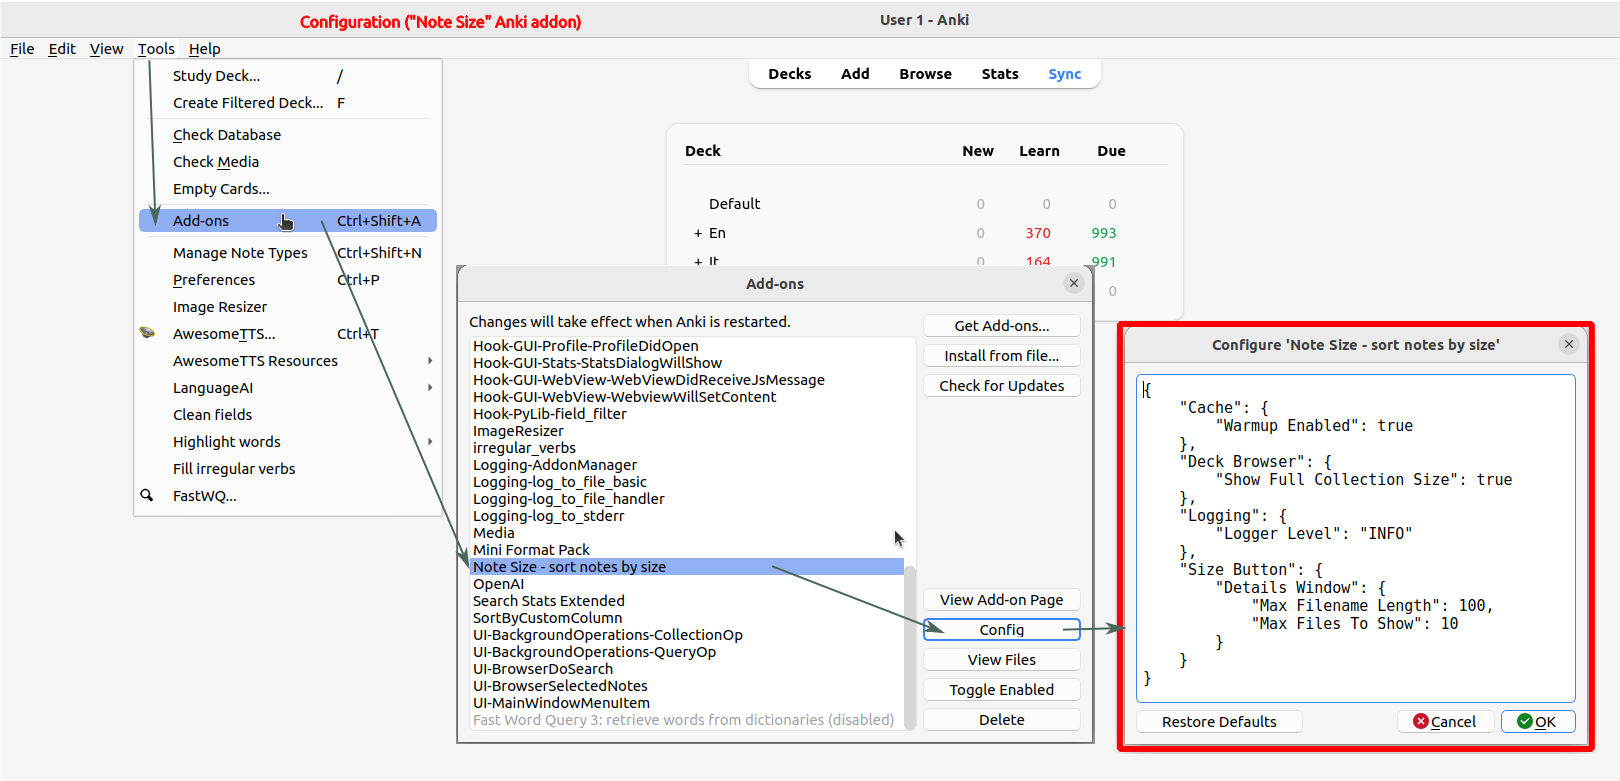 Configuration ("Note Size" Anki addon)
User 1 - Anki
File Edit View Tools Help
Study Deck... /
Create Filtered Deck... F
Check Database
Check Media
Empty Cards...
Add-ons Ctrl+Shift+A
Manage Note Types Ctrl+Shift+N
Preferences Ctrl+P
Image Resizer
AwesomeTTS... Ctrl+T
AwesomeTTS Resources
LanguageAI
Clean fields
Highlight words
Fill irregular verbs
FastWQ...
Decks Add Browse Stats Sync
Deck New Learn Due
Default 0 0 0
+ En 0 370 993
+ It 0 164 991
0
Add-ons
Changes will take effect when Anki is restarted.
Hook-GUI-Profile-ProfileDidOpen
Hook-GUI-Stats-StatsDialogWillShow
Hook-GUI-WebView-WebViewDidReceiveJsMessage
Hook-GUI-WebView-WebviewWillSetContent
Hook-PyLib-field_filter
ImageResizer
irregular_verbs
Logging-AddonManager
Logging-log_to_file_basic
Logging-log_to_file_handler
Logging-log_to_stderr
Media
Mini Format Pack
Note Size - sort notes by size
OpenAI
Search Stats Extended
SortByCustomColumn
UI-BackgroundOperations-CollectionOp
UI-BackgroundOperations-QueryOp
UI-BrowserDoSearch
UI-BrowserSelectedNotes
UI-MainWindowMenuItem
Fast Word Query 3: retrieve words from dictionaries (disabled)
Get Add-ons...
Install from file...
Check for Updates
View Add-on Page
Config
View Files
Toggle Enabled
Delete
Configure 'Note Size - sort notes by size'
{
"Cache": {
"Warmup Enabled": true
},
"Deck Browser": {
"Show Full Collection Size": true
},
"Logging": {
"Logger Level": "INFO"
},
"Size Button": {
"Details Window": {
"Max Filename Length": 100,
"Max Files To Show": 10
}
}
}
Restore Defaults Cancel OK